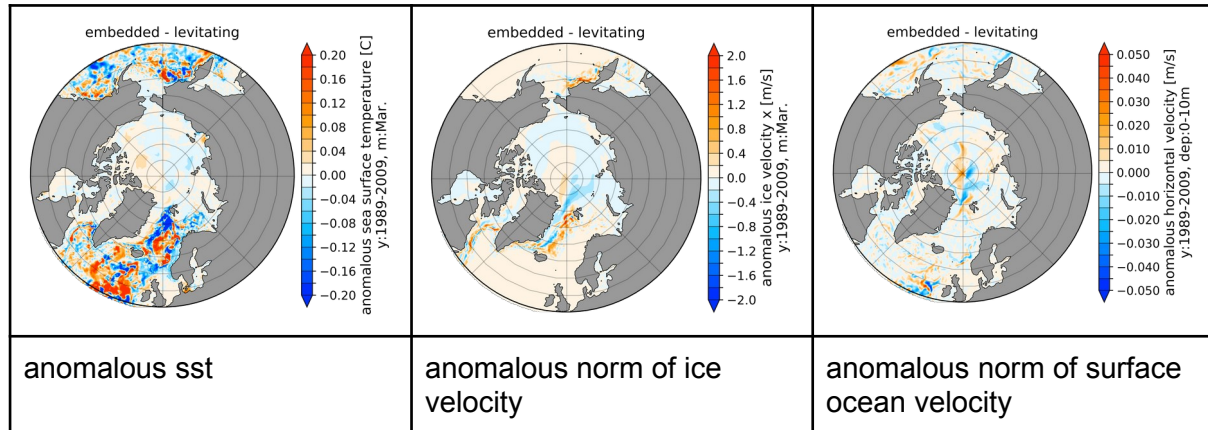 embedded - levitating
0.20
0.16
0.12
0.08
0.04
0.00
−0.04
−0.08
−0.12
−0.16
−0.20
anomalous sea surface temperature [C]
y:1989-2009, m:Mar.
embedded - levitating
2.0
1.6
1.2
0.8
0.4
0.0
−0.4
−0.8
−1.2
−1.6
−2.0
anomalous ice velocity x [m/s]
y:1989-2009, m:Mar.
embedded - levitating
0.050
0.040
0.030
0.020
0.010
0.000
−0.010
−0.020
−0.030
−0.040
−0.050
anomalous horizontal velocity [m/s]
y:1989-2009, dep:0-10m
anomalous sst
anomalous norm of ice
velocity
anomalous norm of surface
ocean velocity